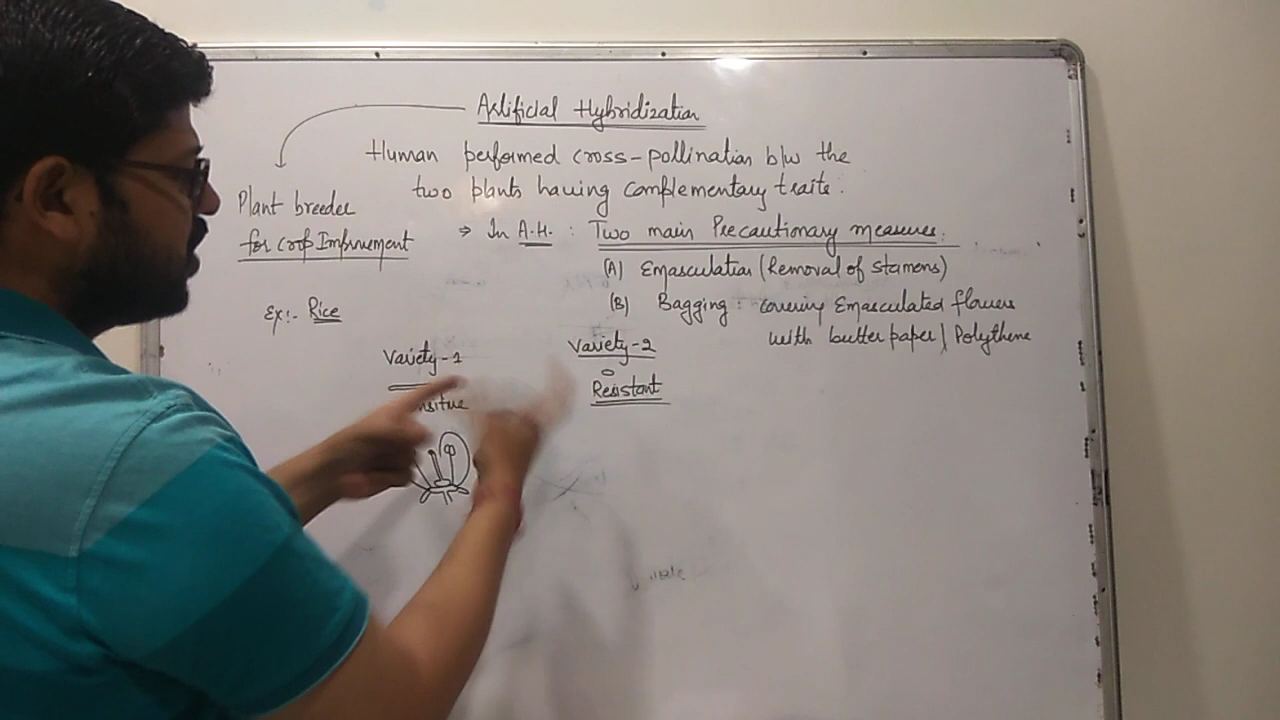 Artificial Hybridization
Human performed cross-pollination b/w the
two plants having complementary traits.
Plant breeder
for crop Improvement
⇒ In A.H. : Two main Precautionary measures.
(A) Emasculation (Removal of stamens)
(B) Bagging : covering Emasculated flowers
with butter paper / Polythene
Ex:- Rice
Variety-1
Variety-2
Resistant